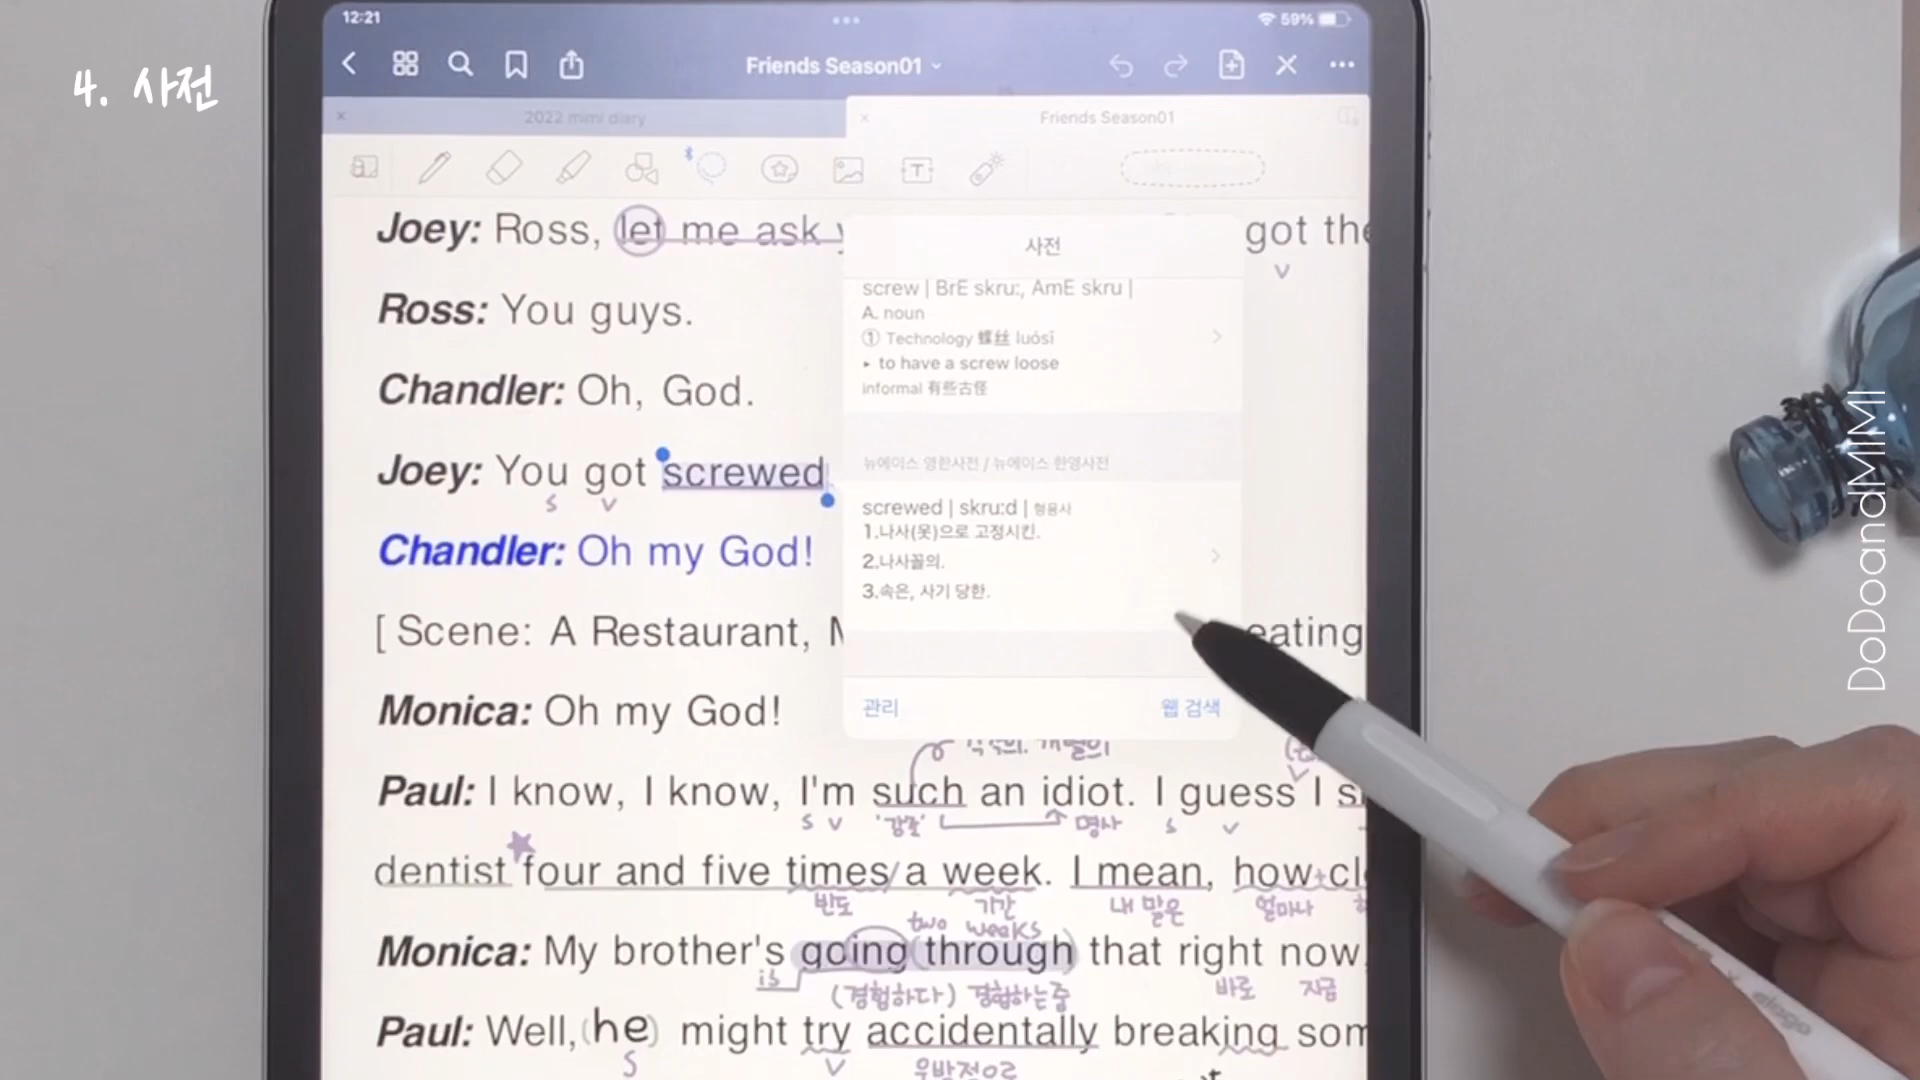 4. 사전
12:21
59%
Friends Season01
2022 mimi diary
Friends Season01
Joey: Ross, let me ask
got the
v
Ross: You guys.
Chandler: Oh, God.
Joey: You got screwed
s v
Chandler: Oh my God!
[ Scene: A Restaurant,
eating
Monica: Oh my God!
사전
screw | BrE skruː, AmE skru |
A. noun
① Technology 螺丝 luósī
▸ to have a screw loose
informal 有些古怪
뉴에이스 영한사전 / 뉴에이스 한영사전
screwed | skru:d | 형용사
1.나사(못)으로 고정시킨.
2.나사꼴의.
3.속은, 사기 당한.
관리 웹 검색
Paul: I know, I know, I'm such an idiot. I guess I
s v '강조' 명사 s v
dentist four and five times/a week. I mean, how
빈도 기간 내 말은 얼마나
two weeks
Monica: My brother's going through that right now,
is (경험하다) 경험하는중 바로 지금
Paul: Well, (he) might try accidentally breaking som
s v 우발적으로
DoDoandMIMI
elago